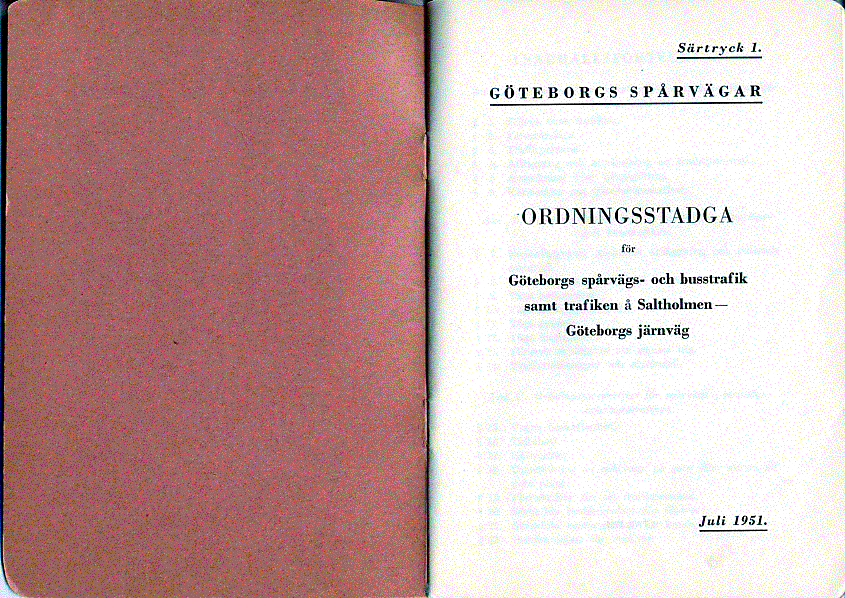 Särtryck 1.
GÖTEBORGS SPÅRVÄGAR
ORDNINGSSTADGA
för
Göteborgs spårvägs- och busstrafik
samt trafiken å Saltholmen—
Göteborgs järnväg
Juli 1951.